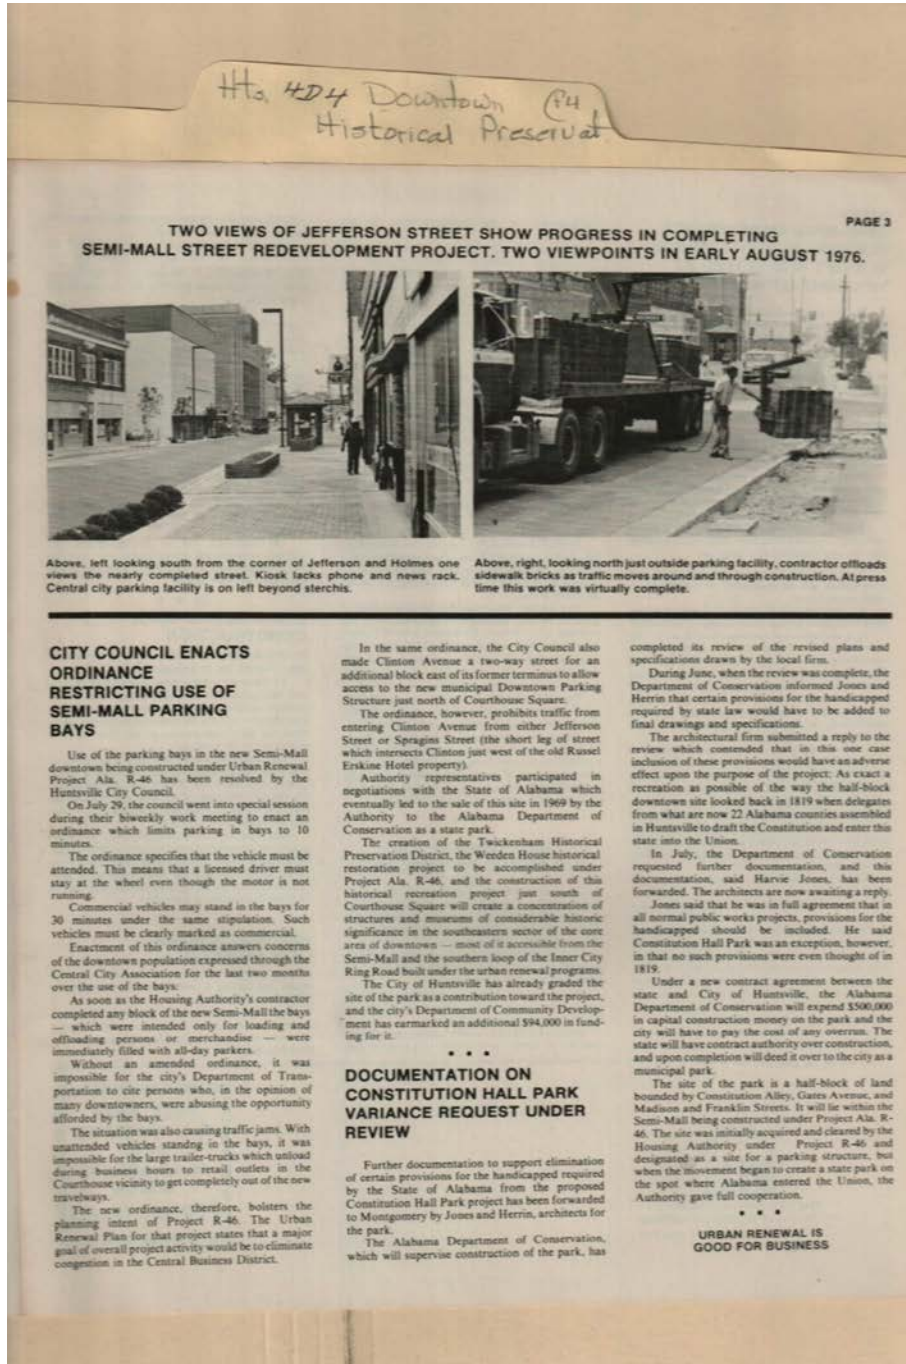 Hts. 4D4 Downtown P4
Historical Preservat
PAGE 3
TWO VIEWS OF JEFFERSON STREET SHOW PROGRESS IN COMPLETING
SEMI-MALL STREET REDEVELOPMENT PROJECT. TWO VIEWPOINTS IN EARLY AUGUST 1976.
Above, left looking south from the corner of Jefferson and Holmes one
views the nearly completed street. Kiosk lacks phone and news rack.
Central city parking facility is on left beyond sterchis.
Above, right, looking north just outside parking facility, contractor offloads
sidewalk bricks as traffic moves around and through construction. At press
time this work was virtually complete.
CITY COUNCIL ENACTS
ORDINANCE
RESTRICTING USE OF
SEMI-MALL PARKING
BAYS
Use of the parking bays in the new Semi-Mall
downtown being constructed under Urban Renewal
Project Ala. R-46 has been resolved by the
Huntsville City Council.
On July 29, the council went into special session
during their biweekly work meeting to enact an
ordinance which limits parking in bays to 10
minutes.
The ordinance specifies that the vehicle must be
attended. This means that a licensed driver must
stay at the wheel even though the motor is not
running.
Commercial vehicles may stand in the bays for
30 minutes under the same stipulation. Such
vehicles must be clearly marked as commercial.
Enactment of this ordinance answers concerns
of the downtown population expressed through the
Central City Association for the last two months
over the use of the bays.
As soon as the Housing Authority's contractor
completed any block of the new Semi-Mall the bays
— which were intended only for loading and
offloading persons or merchandise — were
immediately filled with all-day parkers.
Without an amended ordinance, it was
impossible for the city's Department of Trans-
portation to cite persons who, in the opinion of
many downtowners, were abusing the opportunity
afforded by the bays.
The situation was also causing traffic jams. With
unattended vehicles standng in the bays, it was
impossible for the large trailer-trucks which unload
during business hours to retail outlets in the
Courthouse vicinity to get completely out of the new
travelways.
The new ordinance, therefore, bolsters the
planning intent of Project R-46. The Urban
Renewal Plan for that project states that a major
goal of overall project activity would be to climinate
congestion in the Central Business District.
In the same ordinance, the City Council also
made Clinton Avenue a two-way street for an
additional block east of its former terminus to allow
access to the new municipal Downtown Parking
Structure just north of Courthouse Square.
The ordinance, however, prohibits traffic from
entering Clinton Avenue from either Jefferson
Street or Spragins Street (the short leg of street
which intersects Clinton just west of the old Russel
Erskine Hotel property).
Authority representatives participated in
negotiations with the State of Alabama which
eventually led to the sale of this site in 1969 by the
Authority to the Alabama Department of
Conservation as a state park.
The creation of the Twickenham Historical
Preservation District, the Weeden House historical
restoration project to be accomplished under
Project Ala. R-46, and the construction of this
historical recreation project just south of
Courthouse Square will create a concentration of
structures and museums of considerable historic
significance in the southeastern sector of the core
area of downtown — most of it accessible from the
Semi-Mall and the southern loop of the Inner City
Ring Road built under the urban renewal programs.
The City of Huntsville has already graded the
site of the park as a contribution toward the project,
and the city's Department of Community Develop-
ment has earmarked an additional $94,000 in fund-
ing for it.
• • •
DOCUMENTATION ON
CONSTITUTION HALL PARK
VARIANCE REQUEST UNDER
REVIEW
Further documentation to support elimination
of certain provisions for the handicapped required
by the State of Alabama from the proposed
Constitution Hall Park project has been forwarded
to Montgomery by Jones and Herrin, architects for
the park.
The Alabama Department of Conservation,
which will supervise construction of the park, has
completed its review of the revised plans and
specifications drawn by the local firm.
During June, when the review was complete, the
Department of Conservation informed Jones and
Herrin that certain provisions for the handicapped
required by state law would have to be added to
final drawings and specifications.
The architectural firm submitted a reply to the
review which contended that in this one case
inclusion of these provisions would have an adverse
effect upon the purpose of the project; As exact a
recreation as possible of the way the half-block
downtown site looked back in 1819 when delegates
from what are now 22 Alabama counties assembled
in Huntsville to draft the Constitution and enter this
state into the Union.
In July, the Department of Conservation
requested further documentation, and this
documentation, said Harvie Jones, has been
forwarded. The architects are now awaiting a reply.
Jones said that he was in full agreement that in
all normal public works projects, provisions for the
handicapped should be included. He said
Constitution Hall Park was an exception, however,
in that no such provisions were even thought of in
1819.
Under a new contract agreement between the
state and City of Huntsville, the Alabama
Department of Conservation will expend $500,000
in capital construction money on the park and the
city will have to pay the cost of any overrun. The
state will have contract authority over construction,
and upon completion will deed it over to the city as a
municipal park.
The site of the park is a half-block of land
bounded by Constitution Alley, Gates Avenue, and
Madison and Franklin Streets. It will lie within the
Semi-Mall being constructed under Project Ala. R-
46. The site was initially acquired and cleared by the
Housing Authority under Project R-46 and
designated as a site for a parking structure, but
when the movement began to create a state park on
the spot where Alabama entered the Union, the
Authority gave full cooperation.
• • •
URBAN RENEWAL IS
GOOD FOR BUSINESS